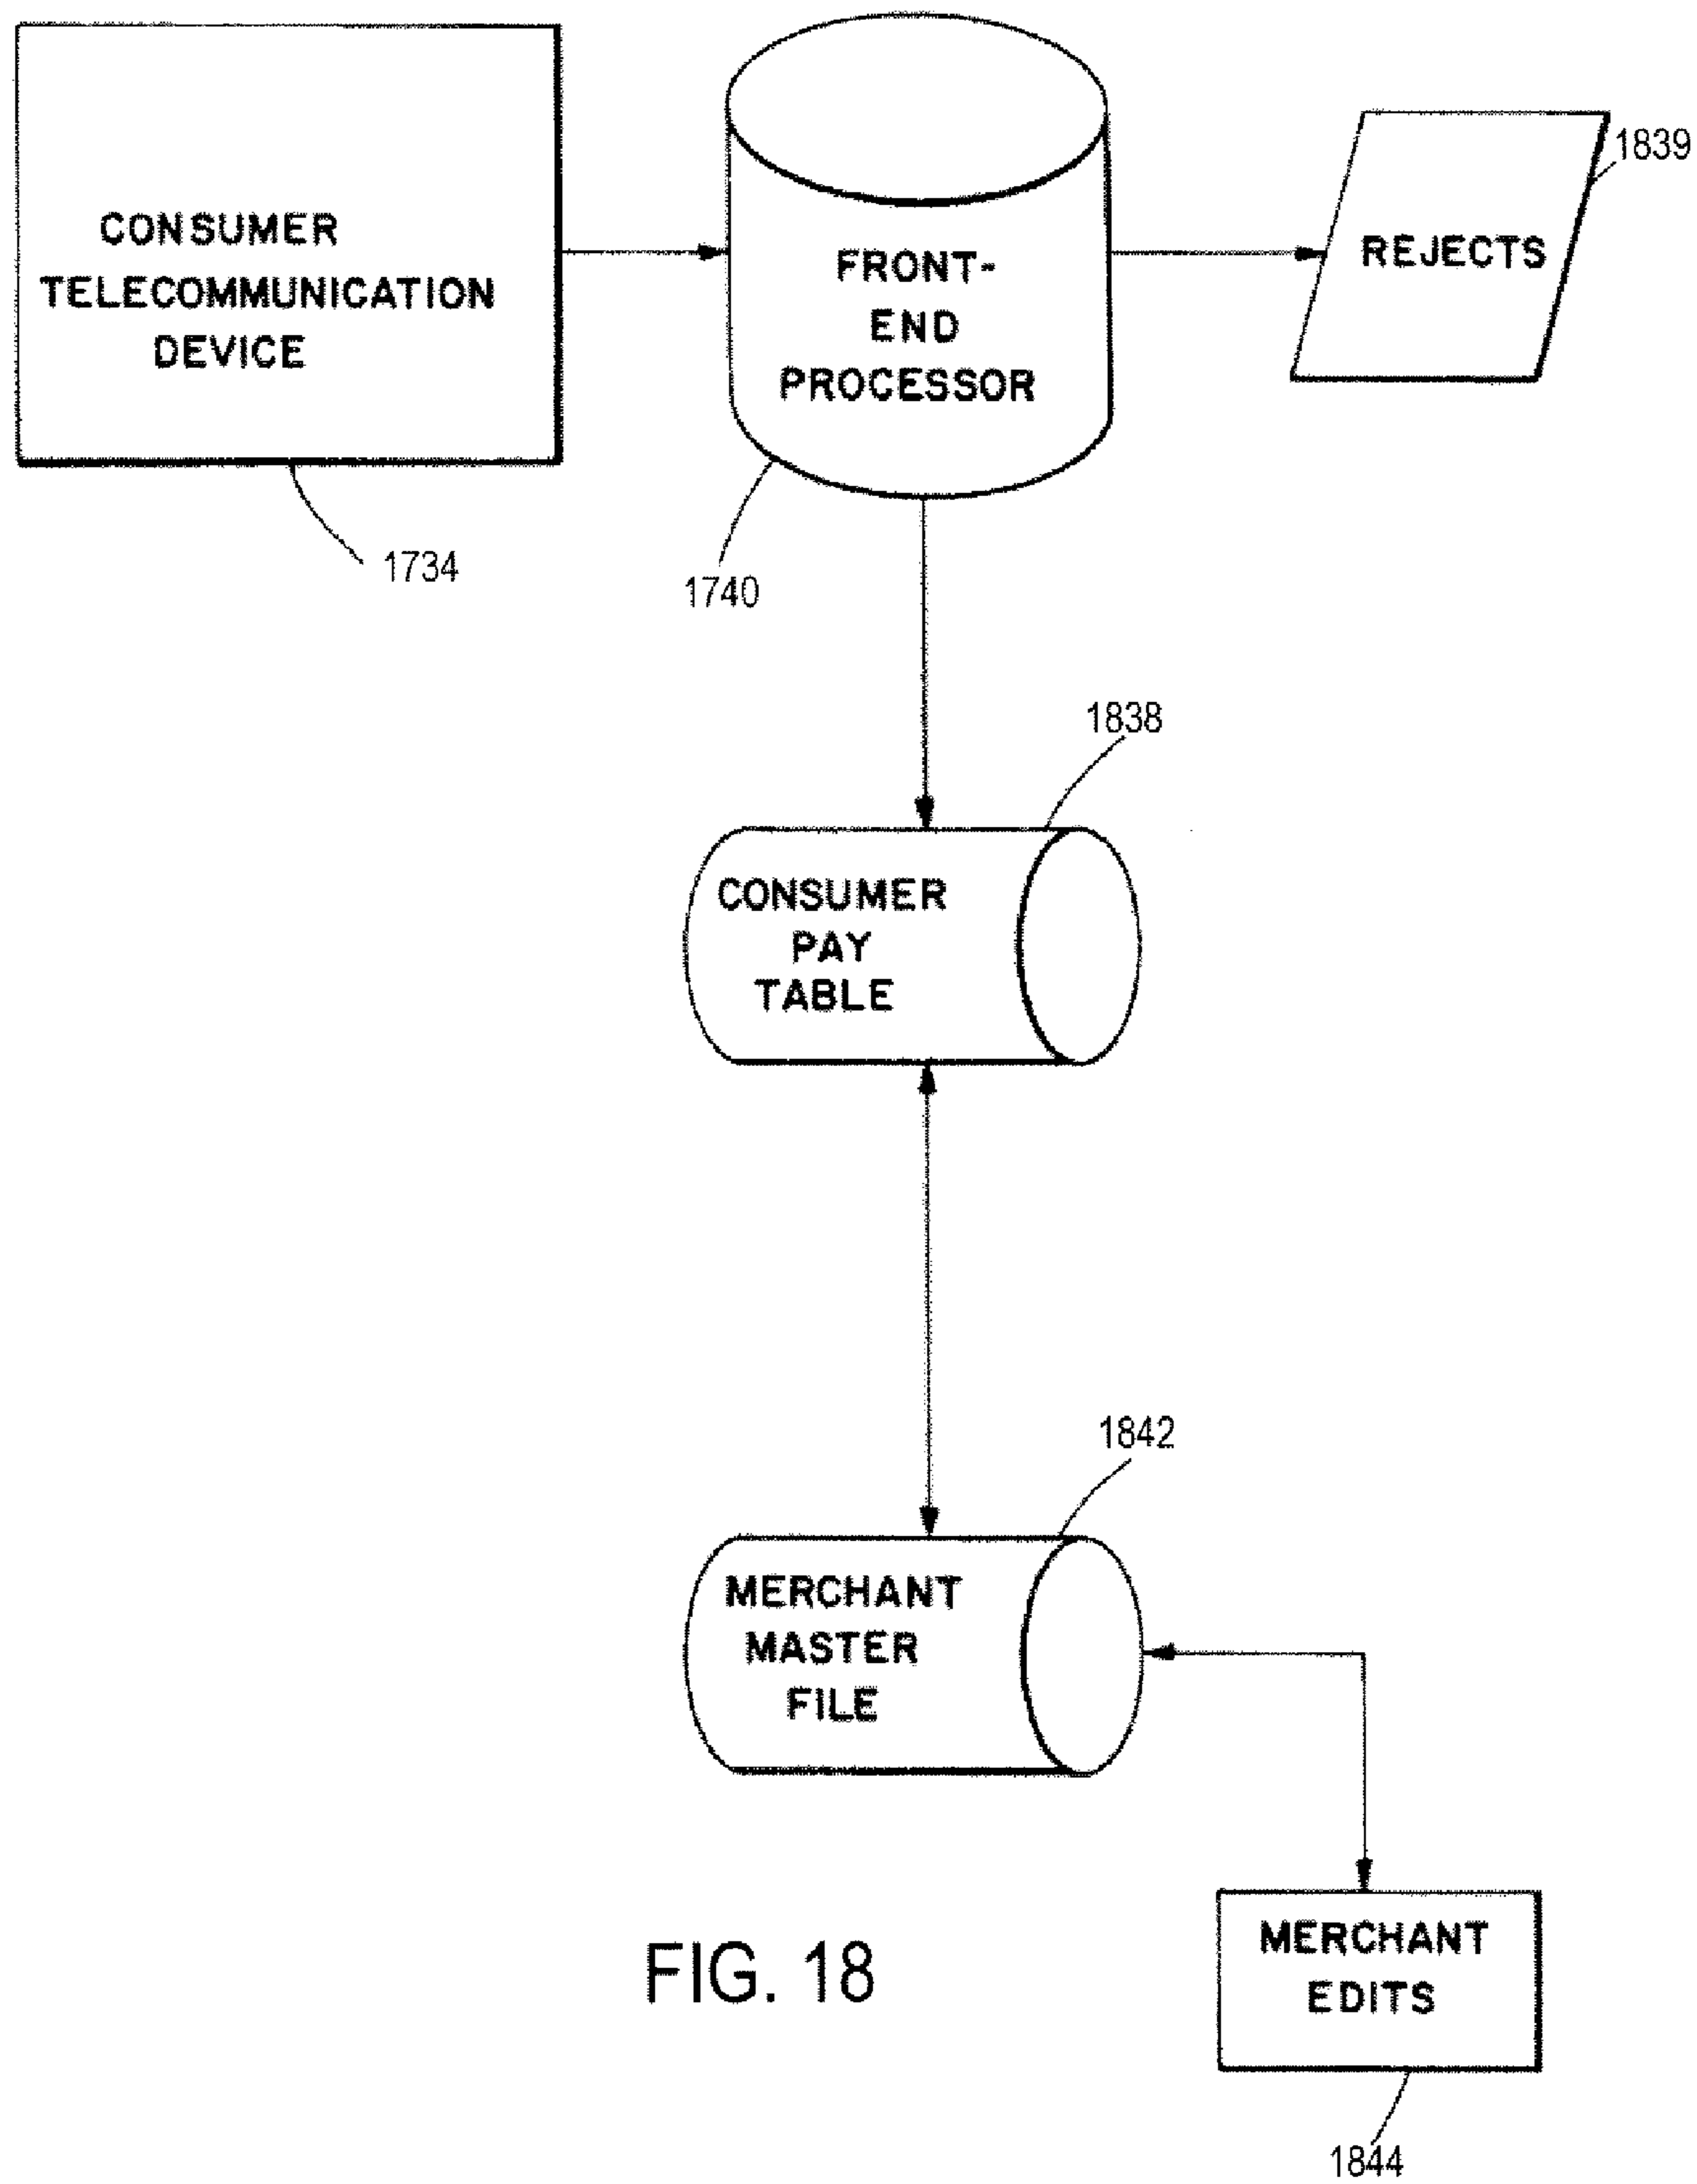 CONSUMER
TELECOMMUNICATION
DEVICE
1734
FRONT-
END
PROCESSOR
1740
REJECTS
1839
1838
CONSUMER
PAY
TABLE
1842
MERCHANT
MASTER
FILE
MERCHANT
EDITS
1844
FIG. 18